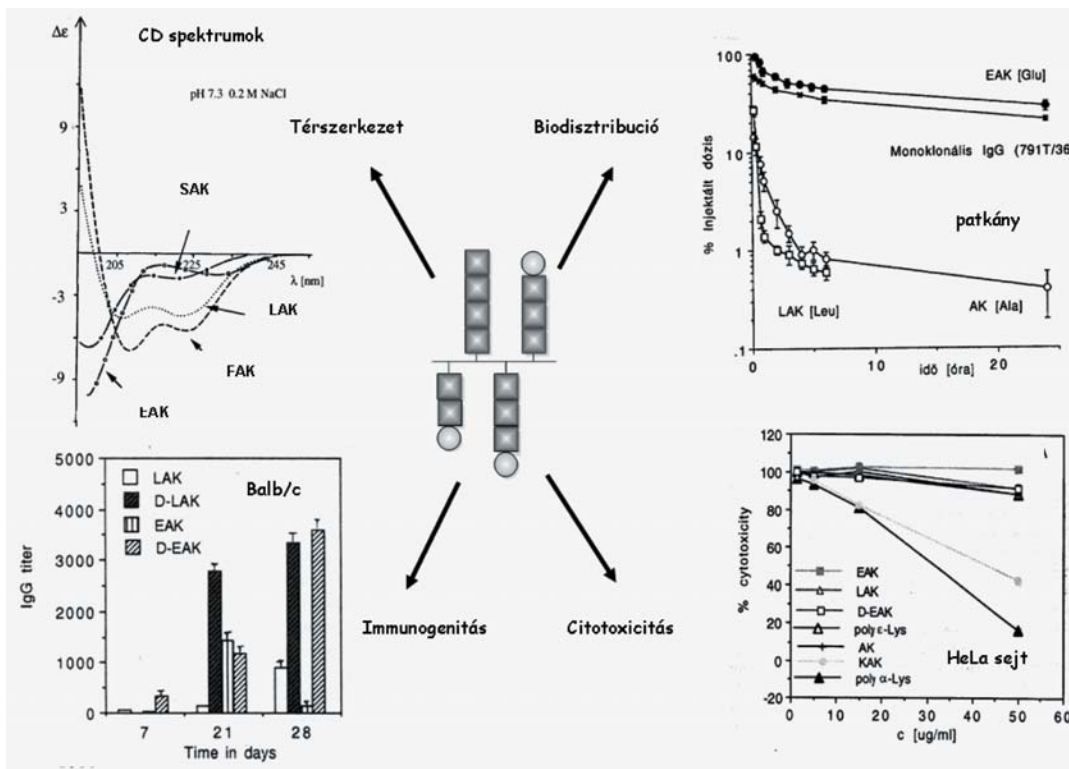 Δε
CD spektrumok
pH 7.3 0.2 M NaCl
9
3
-3
-9
205
225
245
λ [nm]
SAK
LAK
FAK
EAK
Térszerkezet
Biodisztribució
Immunogenitás
Citotoxicitás
% Injektált dózis
100
10
1
.1
0
10
20
idő [óra]
EAK [Glu]
Monoklonális IgG (791T/36
patkány
LAK [Leu]
AK [Ala]
IgG titer
5000
4000
3000
2000
1000
0
LAK
D-LAK
EAK
D-EAK
Balb/c
7
21
28
Time in days
% cytotoxicity
120
100
80
60
40
20
0
-20
EAK
LAK
D-EAK
poly ε-Lys
AK
KAK
poly α-Lys
HeLa sejt
0
10
20
30
40
50
60
c [ug/ml]